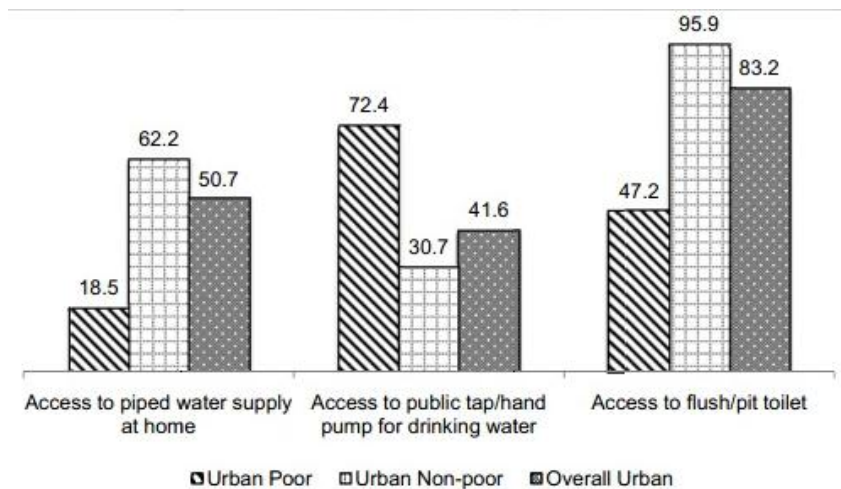 95.9
83.2
72.4
62.2
50.7
47.2
41.6
30.7
18.5
Access to piped water supply
at home
Access to public tap/hand
pump for drinking water
Access to flush/pit toilet
Urban Poor
Urban Non-poor
Overall Urban